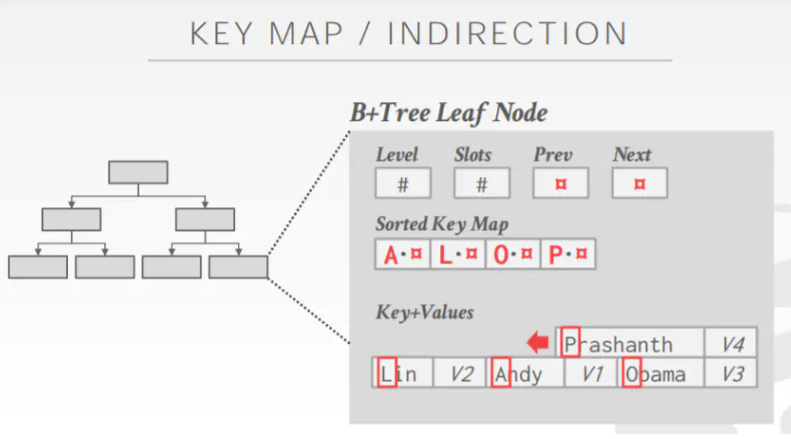 KEY MAP / INDIRECTION
B+Tree Leaf Node
Level Slots Prev Next
# # ¤ ¤
Sorted Key Map
A·¤ L·¤ O·¤ P·¤
Key+Values
Prashanth V4
Lin V2 Andy V1 Obama V3